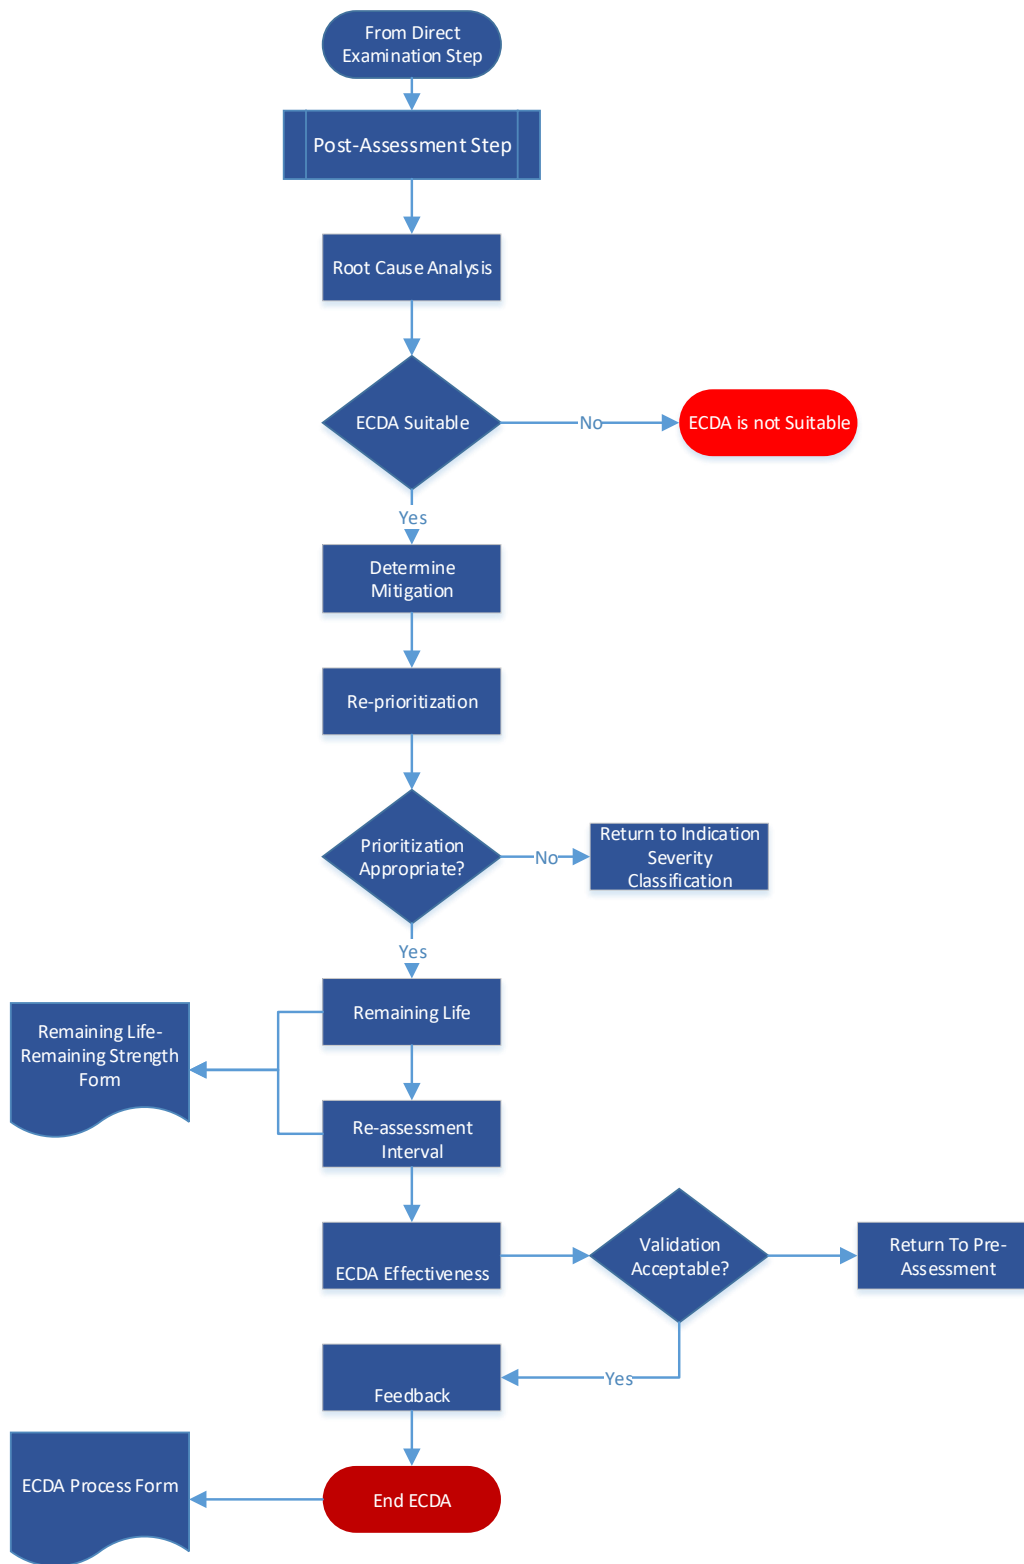 From Direct
Examination Step
Post-Assessment Step
Root Cause Analysis
ECDA Suitable
No
ECDA is not Suitable
Yes
Determine
Mitigation
Re-prioritization
Prioritization
Appropriate?
No
Return to Indication
Severity
Classification
Yes
Remaining Life
Remaining Life-
Remaining Strength
Form
Re-assessment
Interval
ECDA Effectiveness
Validation
Acceptable?
Return To Pre-
Assessment
Yes
Feedback
ECDA Process Form
End ECDA